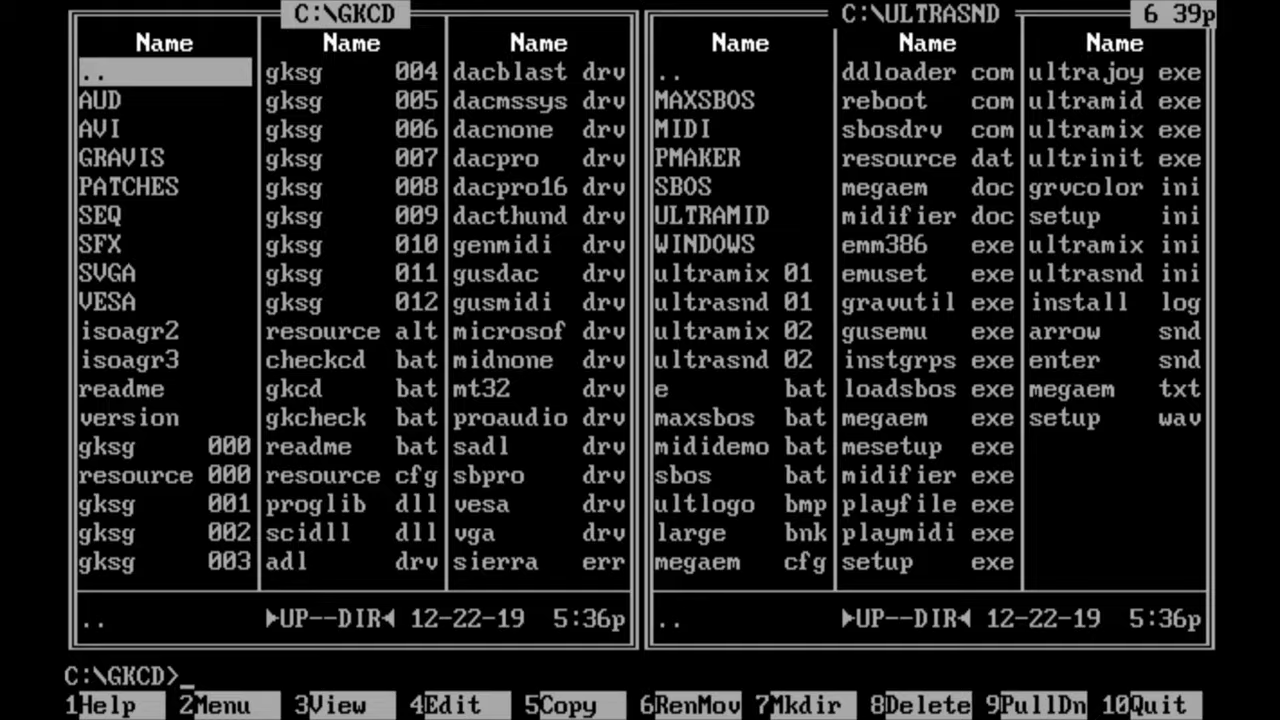 C:\GKCD C:\ULTRASND 6 39p
Name Name Name Name Name Name
.. gksg 004 dacblast drv .. ddloader com ultrajoy exe
AUD gksg 005 dacmssys drv MAXSBOS reboot com ultramid exe
AVI gksg 006 dacnone drv MIDI sbosdrv com ultramix exe
GRAVIS gksg 007 dacpro drv PMAKER resource dat ultrinit exe
PATCHES gksg 008 dacpro16 drv SBOS megaem doc grvcolor ini
SEQ gksg 009 dacthund drv ULTRAMID midifier doc setup ini
SFX gksg 010 genmidi drv WINDOWS emm386 exe ultramix ini
SVGA gksg 011 gusdac drv ultramix 01 emuset exe ultrasnd ini
VESA gksg 012 gusmidi drv ultrasnd 01 gravutil exe install log
isoagr2 resource alt microsof drv ultramix 02 gusemu exe arrow snd
isoagr3 checkcd bat midnone drv ultrasnd 02 instgrps exe enter snd
readme gkcd bat mt32 drv e bat loadsbos exe megaem txt
version gkcheck bat proaudio drv maxsbos bat megaem exe setup wav
gksg 000 readme bat sadl drv mididemo bat mesetup exe
resource 000 resource cfg sbpro drv sbos bat midifier exe
gksg 001 proglib dll vesa drv ultlogo bmp playfile exe
gksg 002 scidll dll vga drv large bnk playmidi exe
gksg 003 adl drv sierra err megaem cfg setup exe
.. ►UP--DIR◄ 12-22-19 5:36p .. ►UP--DIR◄ 12-22-19 5:36p
C:\GKCD>_
1Help 2Menu 3View 4Edit 5Copy 6RenMov 7Mkdir 8Delete 9PullDn 10Quit